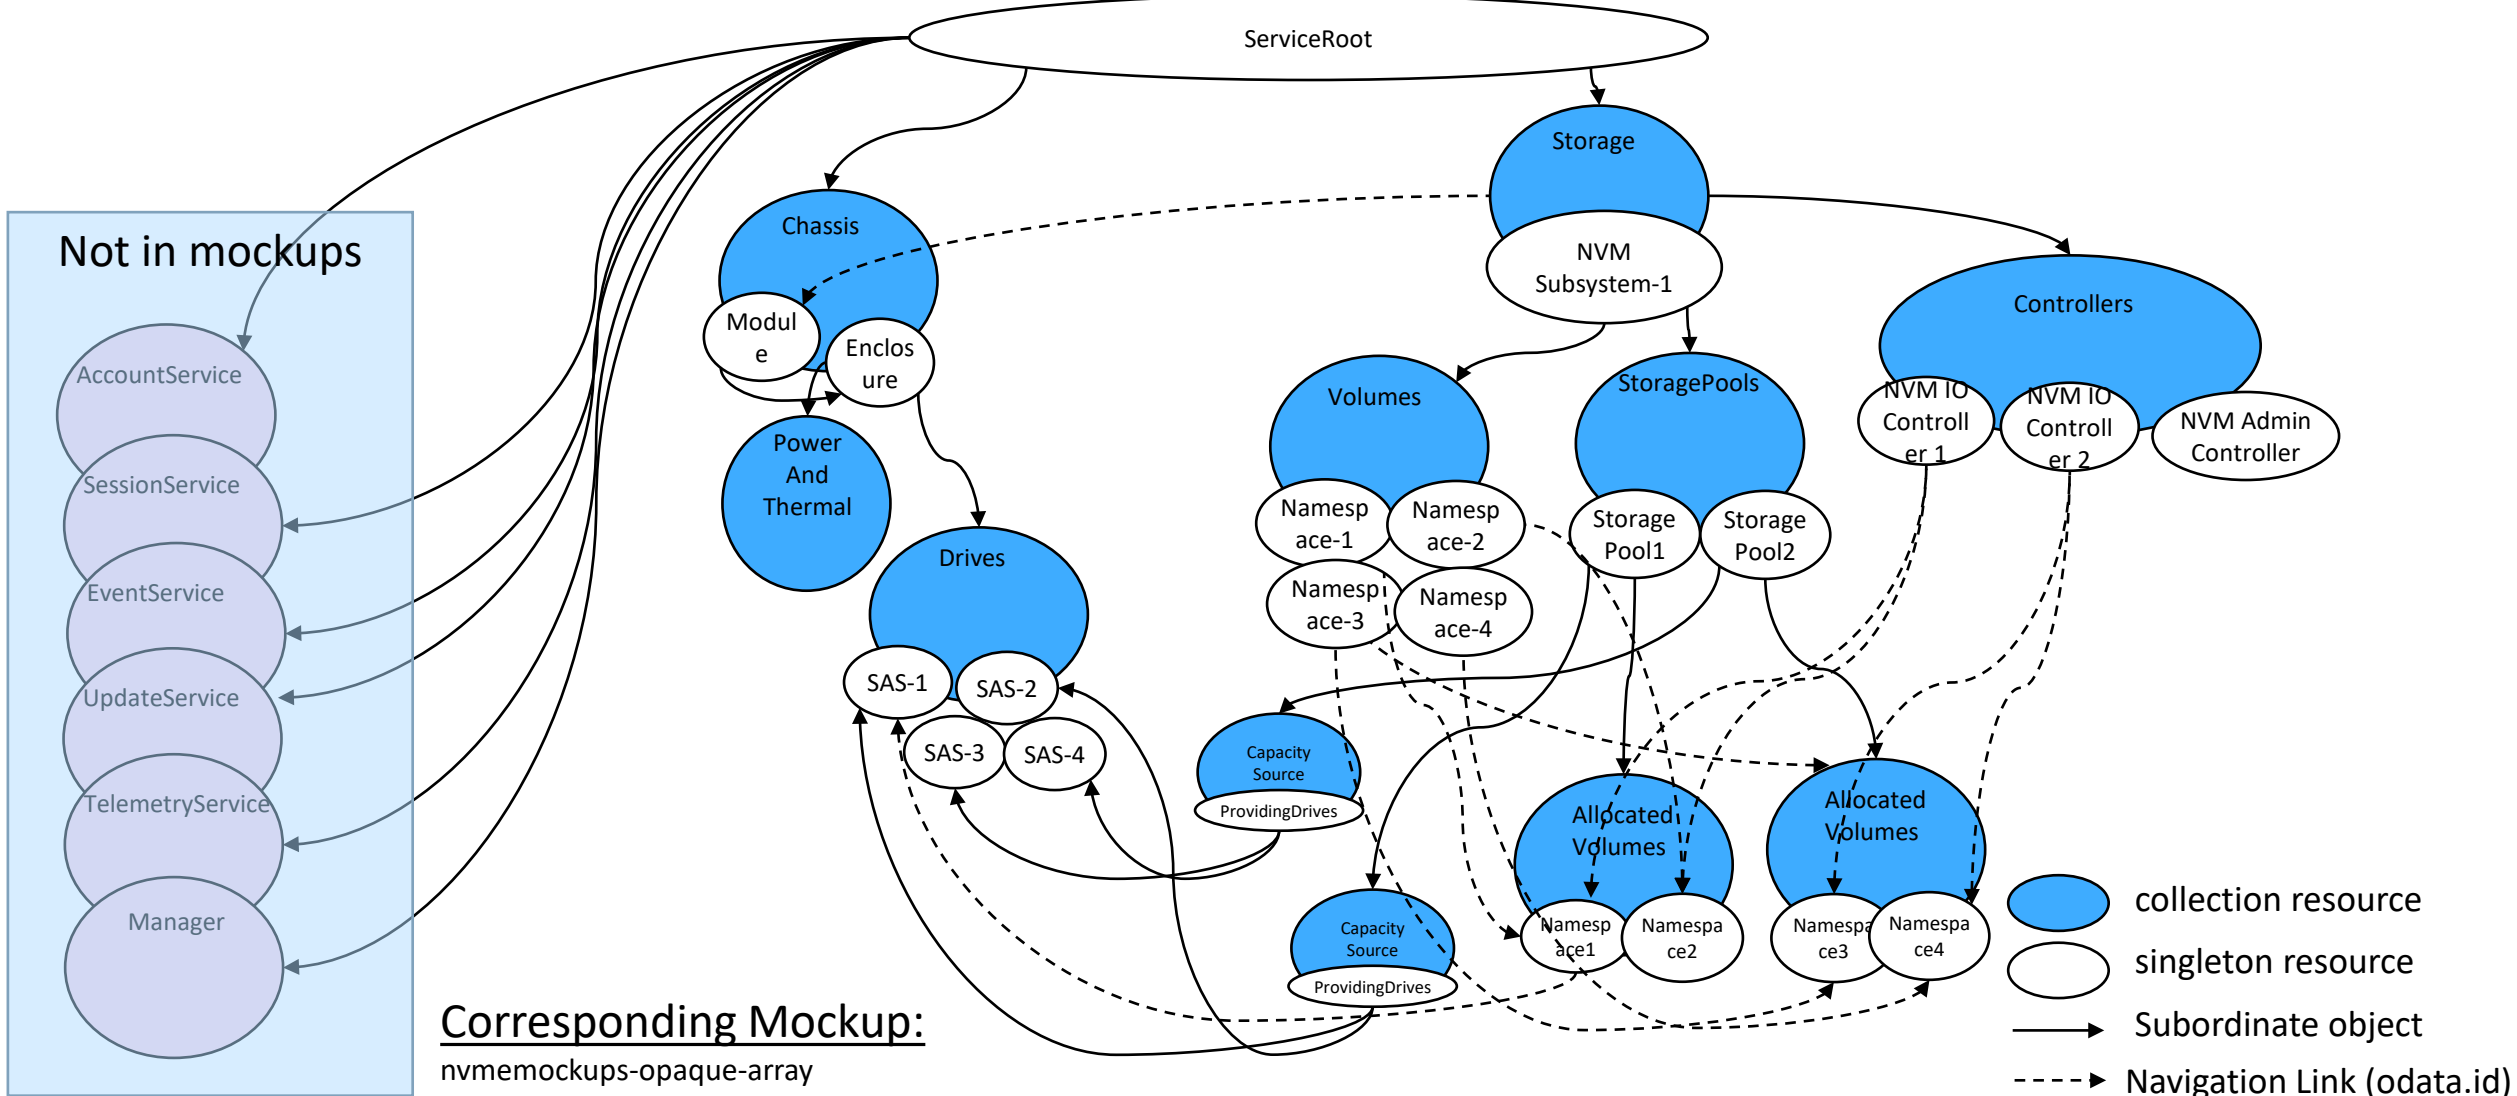 ServiceRoot
Storage
NVM
Subsystem-1
Chassis
Modul
e
Enclos
ure
Power
And
Thermal
Drives
SAS-1
SAS-2
SAS-3
SAS-4
Volumes
Namesp
ace-1
Namesp
ace-2
Namesp
ace-3
Namesp
ace-4
StoragePools
Storage
Pool1
Storage
Pool2
Controllers
NVM IO
Controll
er 1
NVM IO
Controll
er 2
NVM Admin
Controller
Capacity
Source
ProvidingDrives
Capacity
Source
ProvidingDrives
Allocated
Volumes
Namesp
ace1
Namespa
ce2
Allocated
Volumes
Namespa
ce3
Namespa
ce4
Not in mockups
AccountService
SessionService
EventService
UpdateService
TelemetryService
Manager
Corresponding Mockup:
nvmemockups-opaque-array
collection resource
singleton resource
Subordinate object
Navigation Link (odata.id)